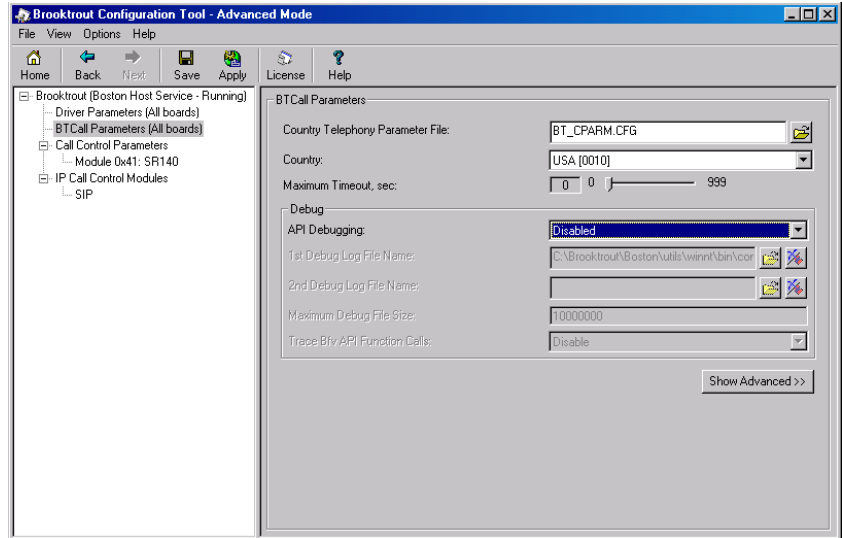 Brooktrout Configuration Tool - Advanced Mode
File View Options Help
Home Back Next Save Apply License Help
Brooktrout (Boston Host Service - Running)
Driver Parameters (All boards)
BTCall Parameters (All boards)
Call Control Parameters
Module 0x41: SR140
IP Call Control Modules
SIP
BTCall Parameters
Country Telephony Parameter File: BT_CPARM.CFG
Country: USA [0010]
Maximum Timeout, sec: 0 0 999
Debug
API Debugging: Disabled
1st Debug Log File Name: C:\Brooktrout\Boston\utils\winnt\bin\cor
2nd Debug Log File Name:
Maximum Debug File Size: 10000000
Trace Bfv API Function Calls: Disable
Show Advanced >>